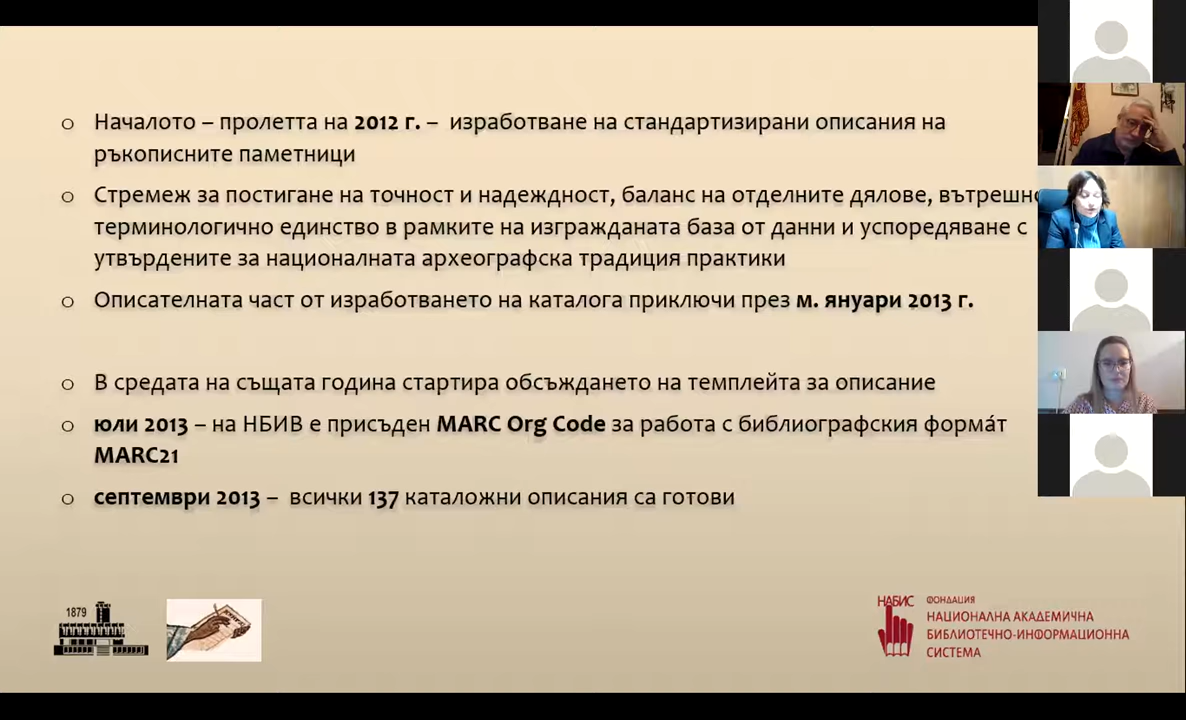 Началото – пролетта на 2012 г. – изработване на стандартизирани описания на
ръкописните паметници
Стремеж за постигане на точност и надеждност, баланс на отделните дялове, вътрешно
терминологично единство в рамките на изгражданата база от данни и успоредяване с
утвърдените за националната археографска традиция практики
Описателната част от изработването на каталога приключи през м. януари 2013 г.
В средата на същата година стартира обсъждането на темплейта за описание
юли 2013 – на НБИВ е присъден MARC Org Code за работа с библиографския форма́т
MARC21
септември 2013 – всички 137 каталожни описания са готови
1879
НАБИС
ФОНДАЦИЯ
НАЦИОНАЛНА АКАДЕМИЧНА
БИБЛИОТЕЧНО-ИНФОРМАЦИОННА
СИСТЕМА